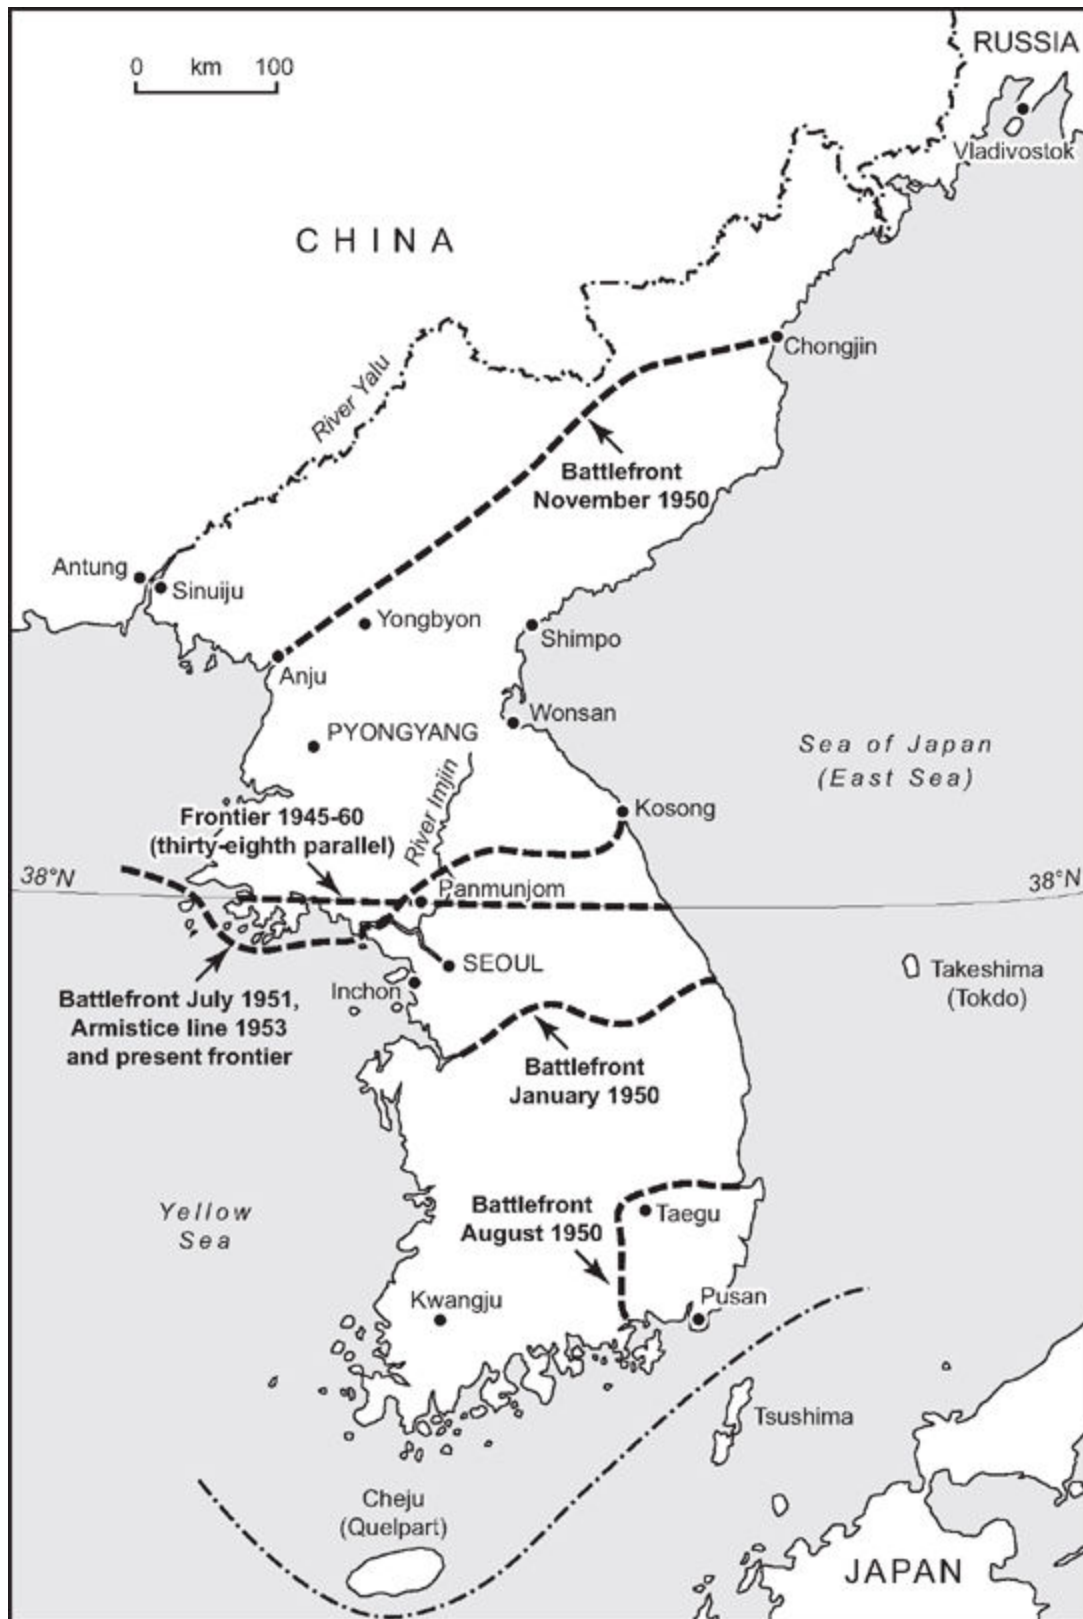 RUSSIA
0 km 100
Vladivostok
CHINA
River Yalu
Chongjin
Battlefront
November 1950
Antung
Sinuiju
Yongbyon
Shimpo
Anju
Wonsan
PYONGYANG
Sea of Japan
(East Sea)
River Imjin
Kosong
Frontier 1945-60
(thirty-eighth parallel)
38°N
38°N
Panmunjom
SEOUL
Inchon
Takeshima
(Tokdo)
Battlefront July 1951,
Armistice line 1953
and present frontier
Battlefront
January 1950
Yellow
Sea
Battlefront
August 1950
Taegu
Kwangju
Pusan
Tsushima
Cheju
(Quelpart)
JAPAN